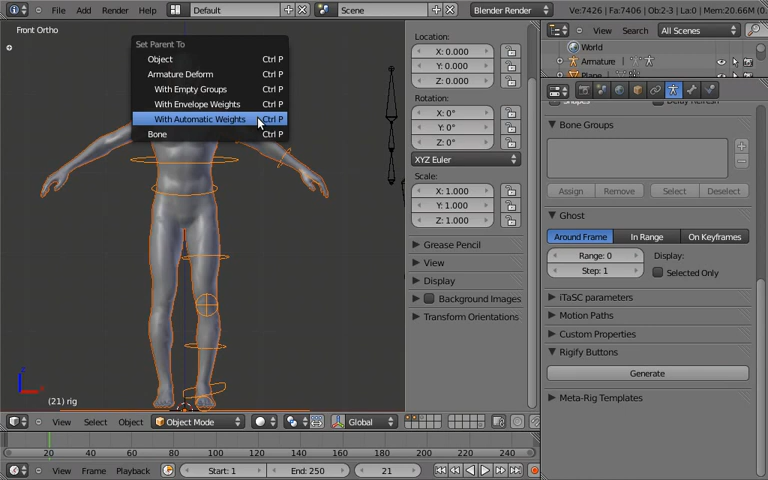 File Add Render Help Default Scene Blender Render Ve:7426 | Fa:7406 | Ob:2-3 | La:0 | Mem:20.66M
Front Ortho
Set Parent To
Object Ctrl P
Armature Deform Ctrl P
With Empty Groups Ctrl P
With Envelope Weights Ctrl P
With Automatic Weights Ctrl P
Bone Ctrl P
(21) rig
Location:
X: 0.000
Y: 0.000
Z: 0.000
Rotation:
X: 0°
Y: 0°
Z: 0°
XYZ Euler
Scale:
X: 1.000
Y: 1.000
Z: 1.000
Grease Pencil
View
Display
Background Images
Transform Orientations
View Search All Scenes
World
Armature
Plane
Bone Groups
Assign Remove Select Deselect
Ghost
Around Frame In Range On Keyframes
Range: 0 Display:
Step: 1 Selected Only
iTaSC parameters
Motion Paths
Custom Properties
Rigify Buttons
Generate
Meta-Rig Templates
View Select Object Object Mode Global
20 40 60 80 100 120 140 160 180 200 220 240
View Frame Playback Start: 1 End: 250 21